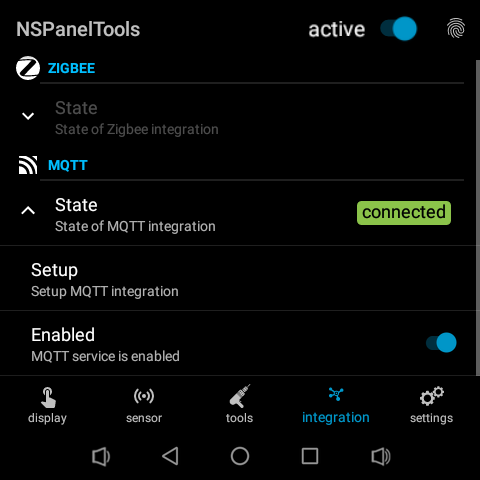 NSPanelTools active
ZIGBEE
State
State of Zigbee integration
MQTT
State
connected
State of MQTT integration
Setup
Setup MQTT integration
Enabled
MQTT service is enabled
display sensor tools integration settings